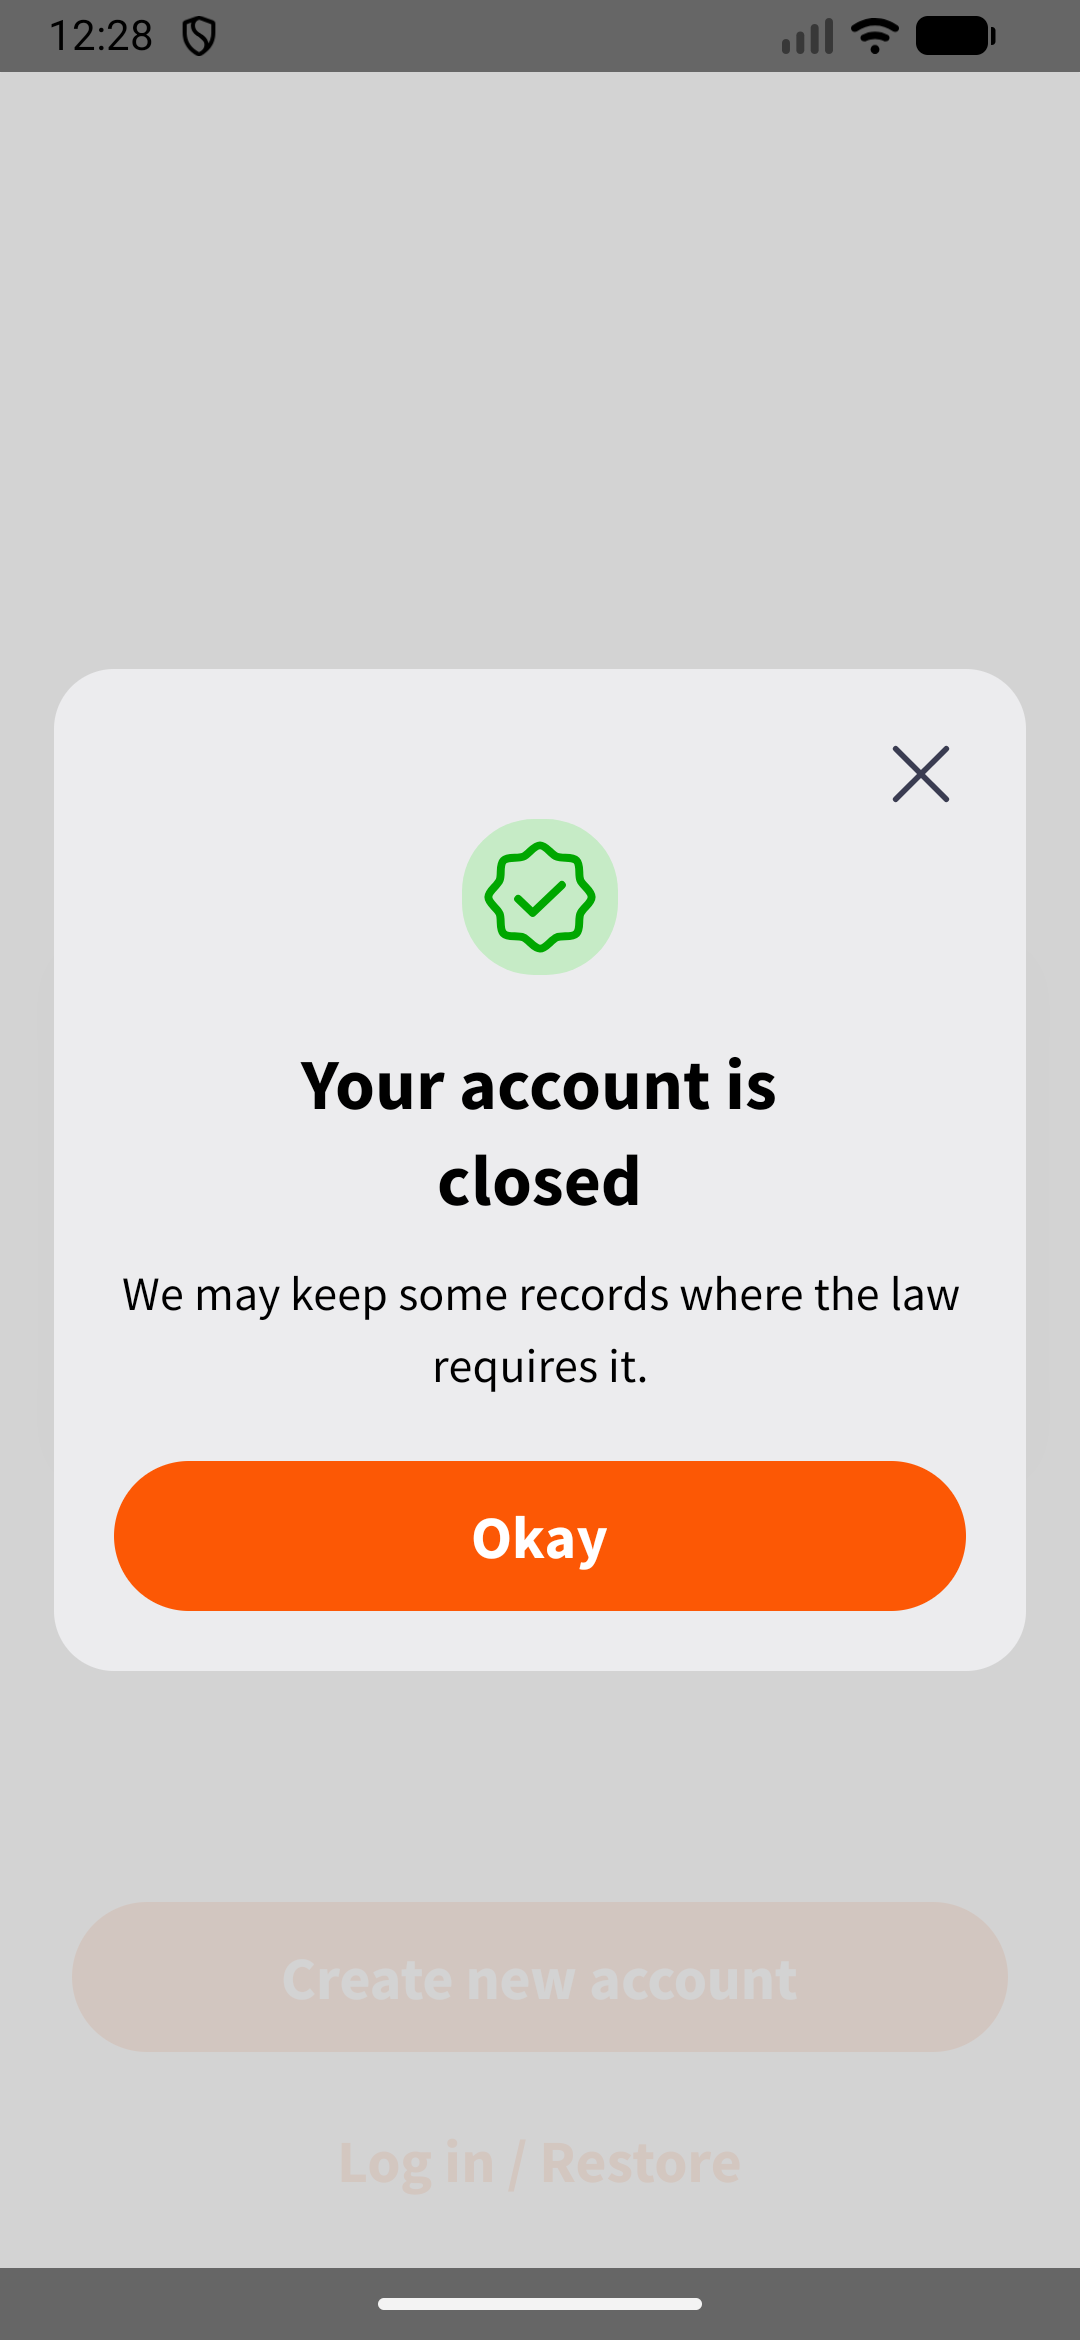 12:28
Your account is
closed
We may keep some records where the law
requires it.
Okay
Create new account
Log in / Restore